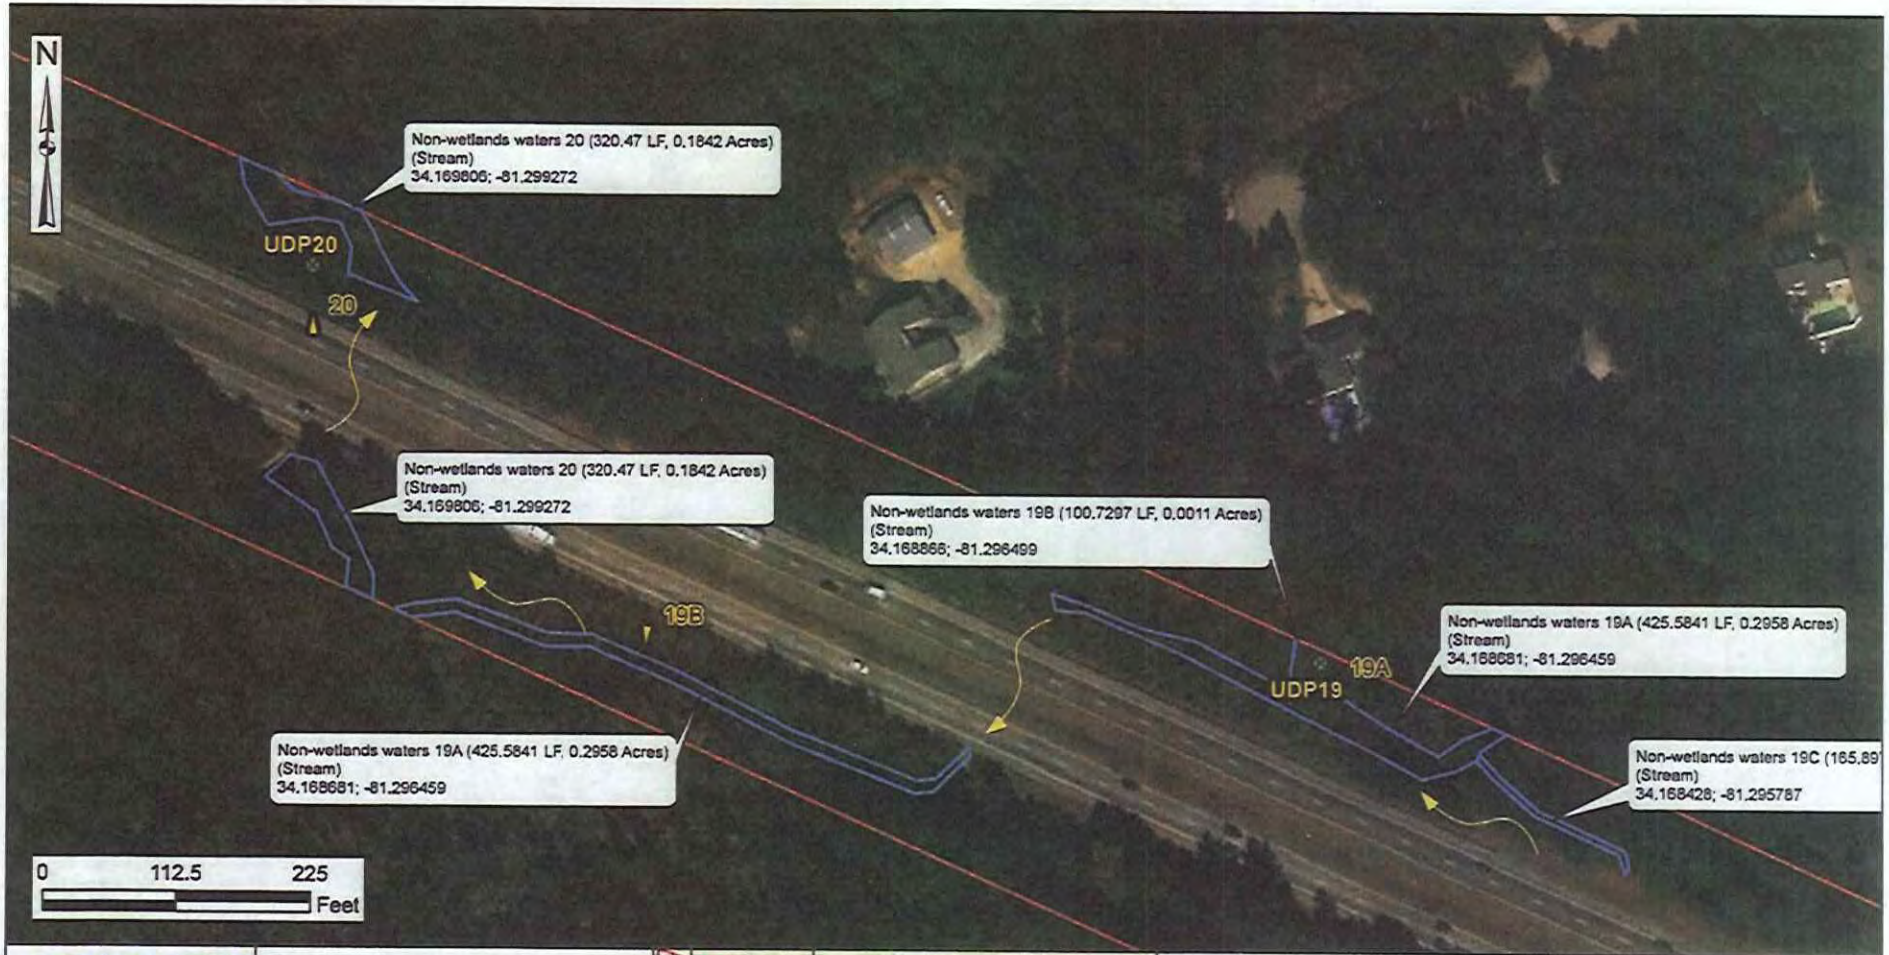 N
Non-wetlands waters 20 (320.47 LF, 0.1842 Acres)
(Stream)
34.169806; -81.299272
UDP20
20
Non-wetlands waters 20 (320.47 LF, 0.1842 Acres)
(Stream)
34.169806; -81.299272
Non-wetlands waters 19B (100.7297 LF, 0.0011 Acres)
(Stream)
34.168866; -81.296499
19B
Non-wetlands waters 19A (425.5841 LF, 0.2958 Acres)
(Stream)
34.168681; -81.296459
19A
UDP19
Non-wetlands waters 19A (425.5841 LF, 0.2958 Acres)
(Stream)
34.168681; -81.296459
Non-wetlands waters 19C (165.89
(Stream)
34.168428; -81.295787
0 112.5 225
Feet